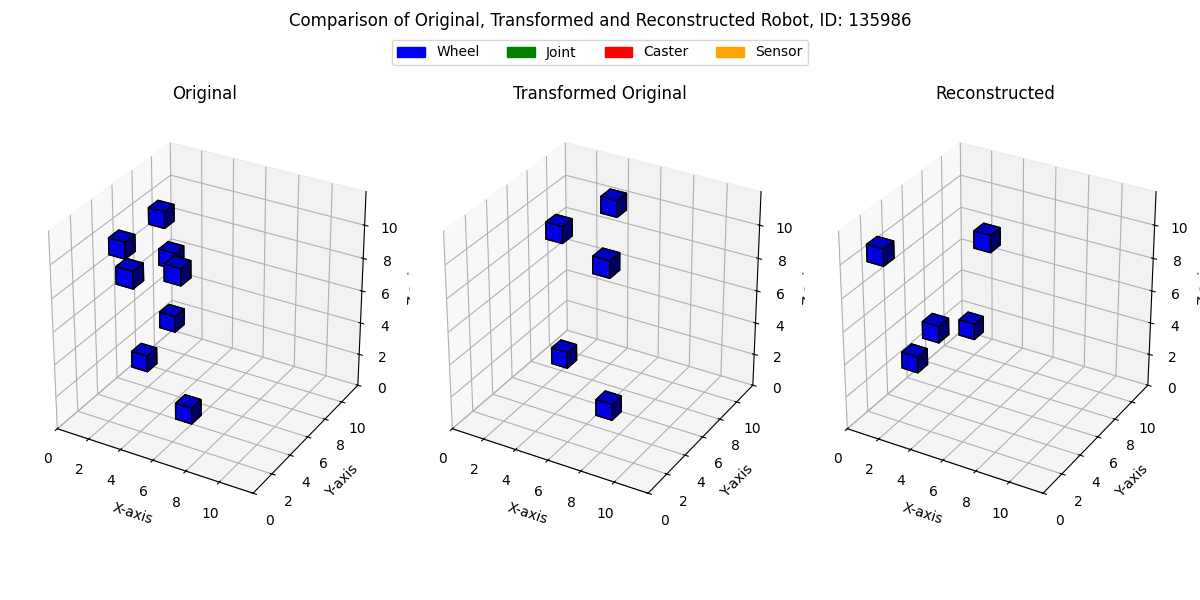 Comparison of Original, Transformed and Reconstructed Robot, ID: 135986
Wheel Joint Caster Sensor
Original Transformed Original Reconstructed
10 10 10
8 8 8
6 6 6
4 4 4
2 2 2
0 0 0
10 10 10
8 8 8
6 6 6
4 4 4
2 2 2
0 0 0
0 2 4 6 8 10 0 2 4 6 8 10 0 2 4 6 8 10
X-axis Y-axis X-axis Y-axis X-axis Y-axis